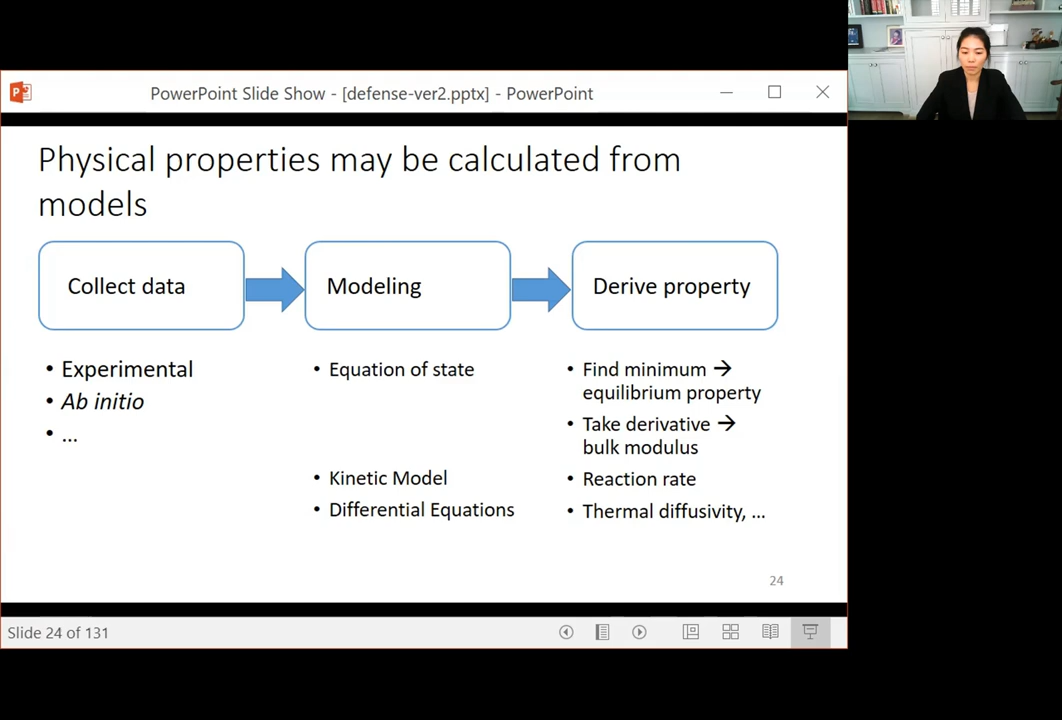 PowerPoint Slide Show - [defense-ver2.pptx] - PowerPoint
Physical properties may be calculated from
models
Collect data
Modeling
Derive property
• Experimental
• Ab initio
• ...
• Equation of state
• Kinetic Model
• Differential Equations
• Find minimum →
equilibrium property
• Take derivative →
bulk modulus
• Reaction rate
• Thermal diffusivity, ...
24
Slide 24 of 131